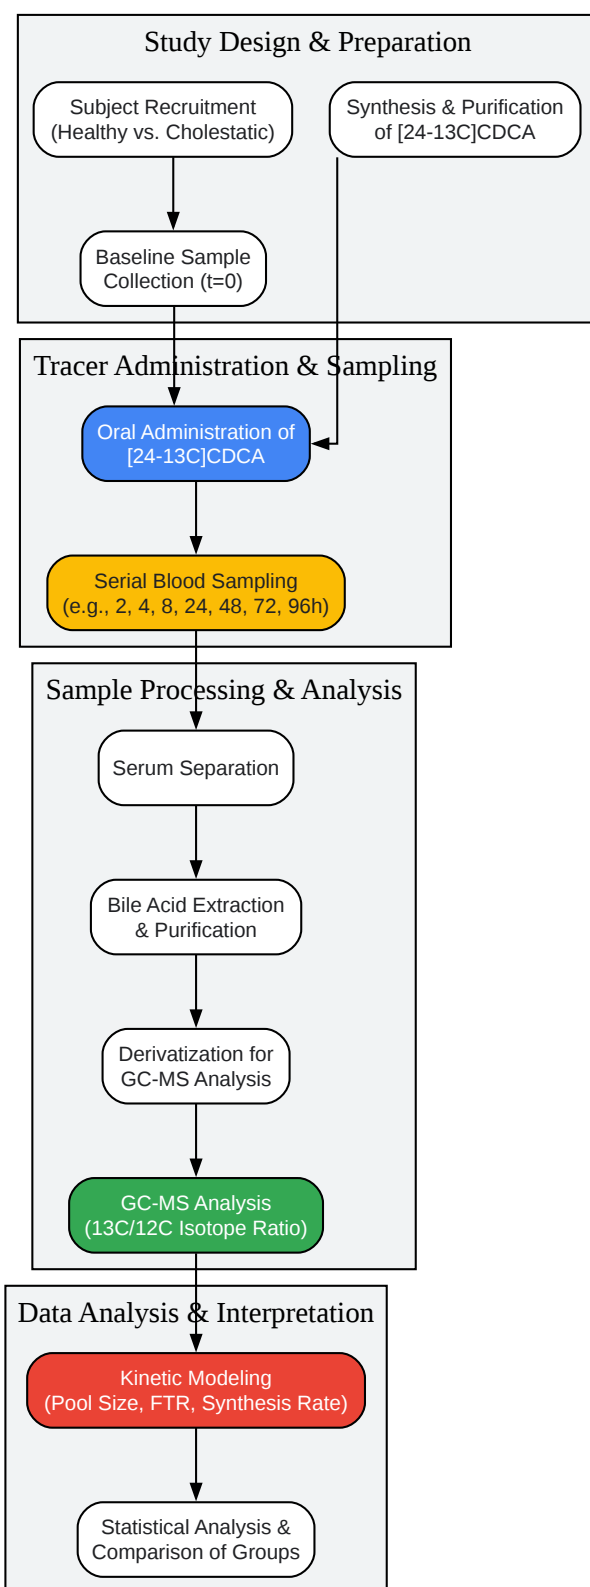 Study Design & Preparation
Subject Recruitment
(Healthy vs. Cholestatic)
Synthesis & Purification
of [24-13C]CDCA
Baseline Sample
Collection (t=0)
Tracer Administration & Sampling
Oral Administration of
[24-13C]CDCA
Serial Blood Sampling
(e.g., 2, 4, 8, 24, 48, 72, 96h)
Sample Processing & Analysis
Serum Separation
Bile Acid Extraction
& Purification
Derivatization for
GC-MS Analysis
GC-MS Analysis
(13C/12C Isotope Ratio)
Data Analysis & Interpretation
Kinetic Modeling
(Pool Size, FTR, Synthesis Rate)
Statistical Analysis &
Comparison of Groups